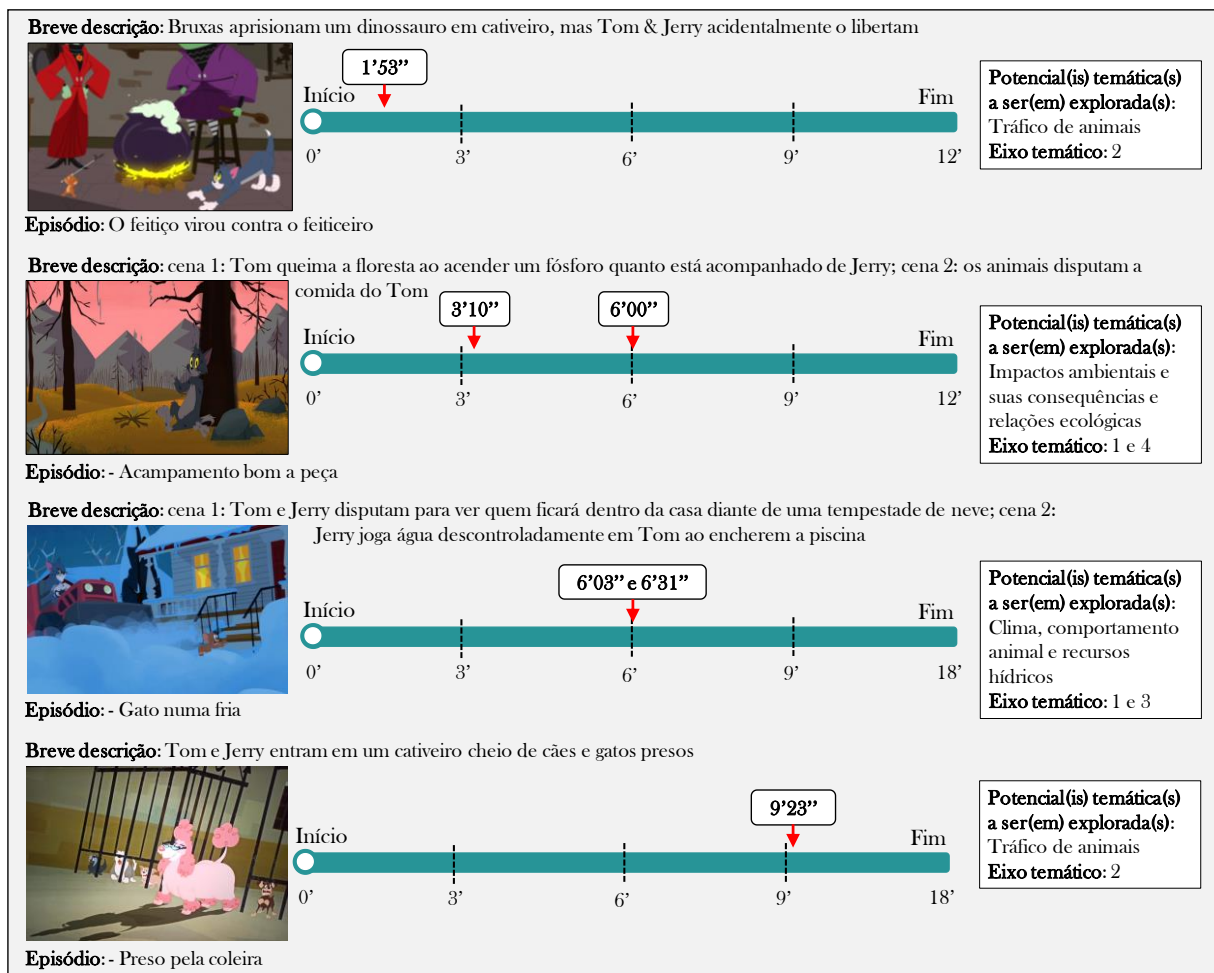 Breve descrição: Bruxas aprisionam um dinossauro em cativeiro, mas Tom & Jerry acidentalmente o libertam
1’53”
Início
Fim
0’ 3’ 6’ 9’ 12’
Potencial(is) temática(s)
a ser(em) explorada(s):
Tráfico de animais
Eixo temático: 2
Episódio: O feitiço virou contra o feiticeiro
Breve descrição: cena 1: Tom queima a floresta ao acender um fósforo quanto está acompanhado de Jerry; cena 2: os animais disputam a
comida do Tom
3’10” 6’00”
Início
Fim
0’ 3’ 6’ 9’ 12’
Potencial(is) temática(s)
a ser(em) explorada(s):
Impactos ambientais e
suas consequências e
relações ecológicas
Eixo temático: 1 e 4
Episódio: - Acampamento bom a peça
Breve descrição: cena 1: Tom e Jerry disputam para ver quem ficará dentro da casa diante de uma tempestade de neve; cena 2:
Jerry joga água descontroladamente em Tom ao encherem a piscina
6’03” e 6’31”
Início
Fim
0’ 3’ 6’ 9’ 18’
Potencial(is) temática(s)
a ser(em) explorada(s):
Clima, comportamento
animal e recursos
hídricos
Eixo temático: 1 e 3
Episódio: - Gato numa fria
Breve descrição: Tom e Jerry entram em um cativeiro cheio de cães e gatos presos
9’23”
Início
Fim
0’ 3’ 6’ 9’ 18’
Potencial(is) temática(s)
a ser(em) explorada(s):
Tráfico de animais
Eixo temático: 2
Episódio: - Preso pela coleira